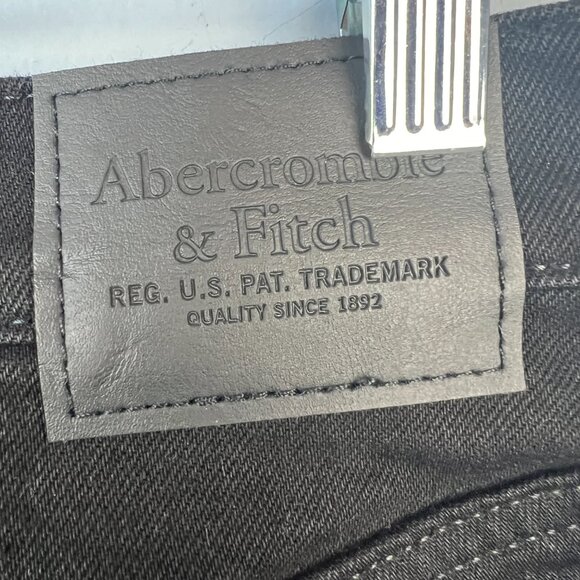 Abercrombie
& Fitch
REG. U.S. PAT. TRADEMARK
QUALITY SINCE 1892